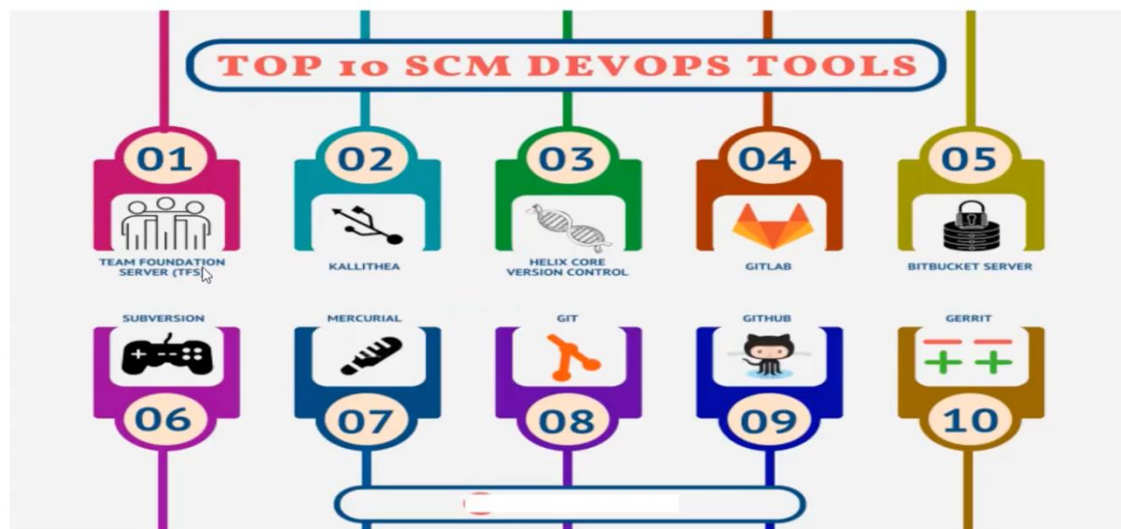 TOP 10 SCM DEVOPS TOOLS
01
02
03
04
05
TEAM FOUNDATION
SERVER (TFS)
KALLITHEA
HELIX CORE
VERSION CONTROL
GITLAB
BITBUCKET SERVER
SUBVERSION
MERCURIAL
GIT
GITHUB
GERRIT
06
07
08
09
10